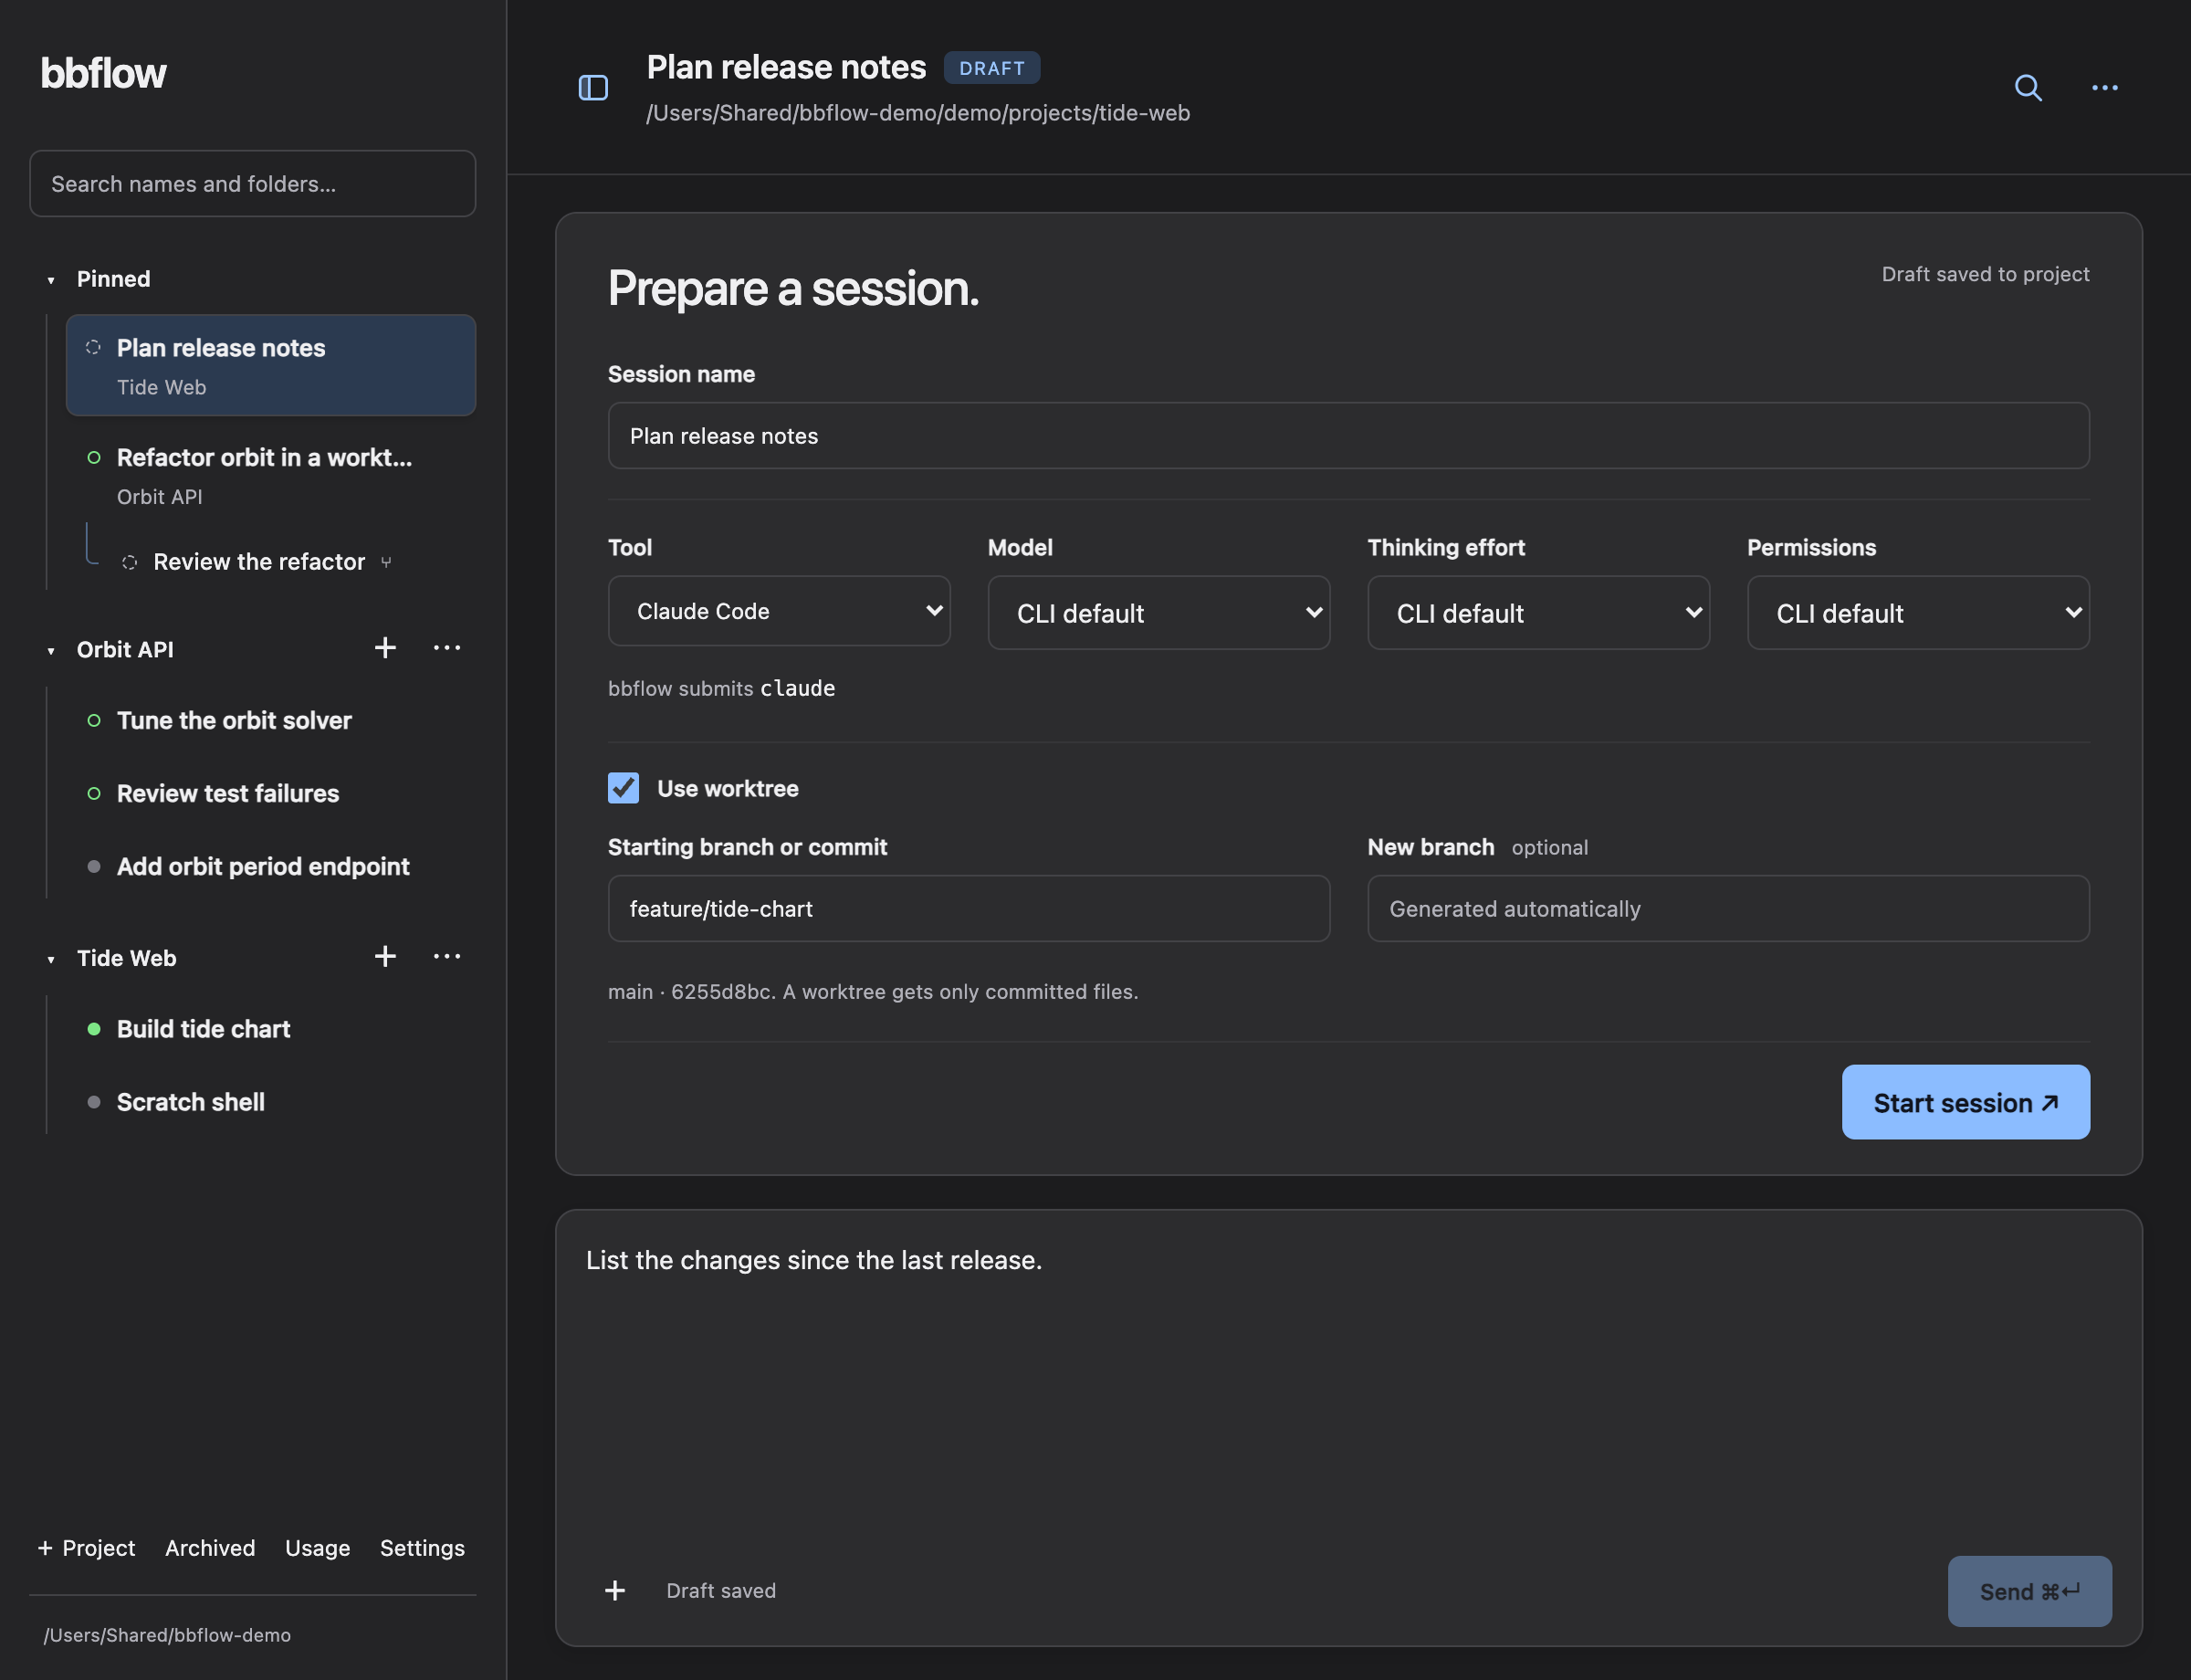 bbflow
Search names and folders...
Pinned
Plan release notes
Tide Web
Refactor orbit in a workt...
Orbit API
Review the refactor
Orbit API
Tune the orbit solver
Review test failures
Add orbit period endpoint
Tide Web
Build tide chart
Scratch shell
+ Project Archived Usage Settings
/Users/Shared/bbflow-demo
Plan release notes DRAFT
/Users/Shared/bbflow-demo/demo/projects/tide-web
Prepare a session.
Draft saved to project
Session name
Plan release notes
Tool Model Thinking effort Permissions
Claude Code CLI default CLI default CLI default
bbflow submits claude
Use worktree
Starting branch or commit New branch optional
feature/tide-chart Generated automatically
main · 6255d8bc. A worktree gets only committed files.
Start session ↗
List the changes since the last release.
+ Draft saved
Send ⌘↵